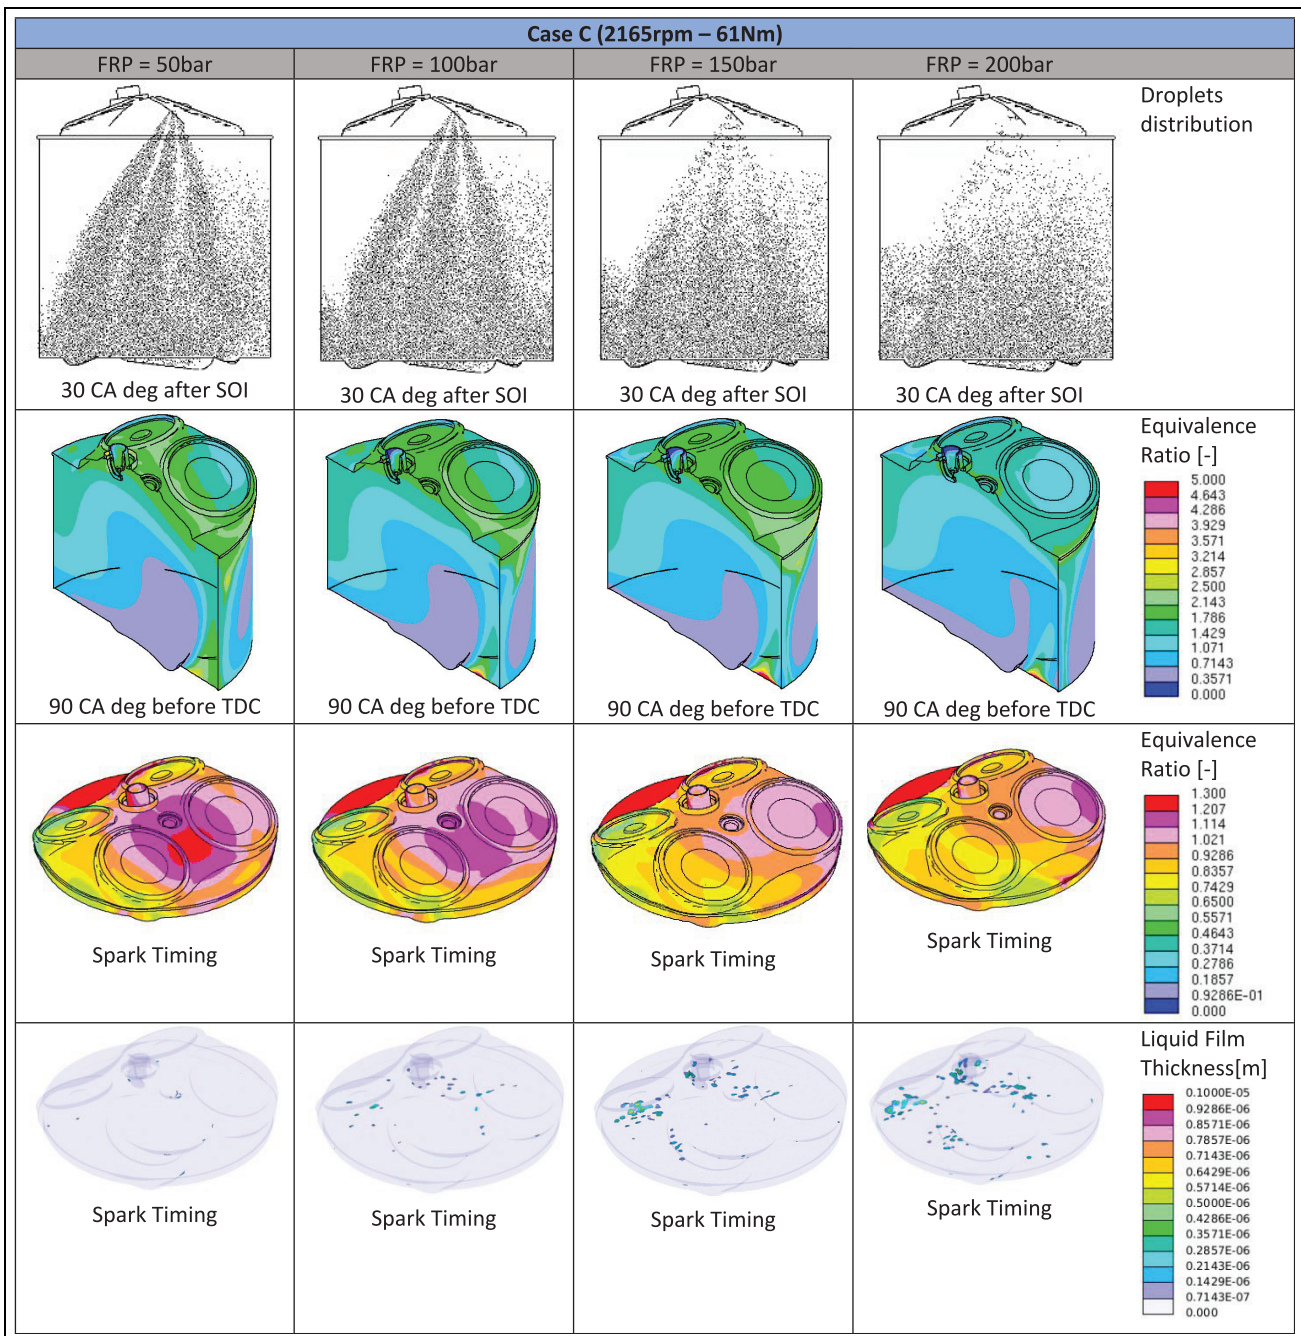 Case C (2165rpm – 61Nm)
FRP = 50bar
FRP = 100bar
FRP = 150bar
FRP = 200bar
Droplets
distribution
30 CA deg after SOI
30 CA deg after SOI
30 CA deg after SOI
30 CA deg after SOI
Equivalence
Ratio [-]
5.000
4.643
4.286
3.929
3.571
3.214
2.857
2.500
2.143
1.786
1.429
1.071
0.7143
0.3571
0.000
90 CA deg before TDC
90 CA deg before TDC
90 CA deg before TDC
90 CA deg before TDC
Equivalence
Ratio [-]
1.300
1.207
1.114
1.021
0.9286
0.8357
0.7429
0.6500
0.5571
0.4643
0.3714
0.2786
0.1857
0.9286E-01
0.000
Spark Timing
Spark Timing
Spark Timing
Spark Timing
Liquid Film
Thickness[m]
0.1000E-05
0.9286E-06
0.8571E-06
0.7857E-06
0.7143E-06
0.6429E-06
0.5714E-06
0.5000E-06
0.4286E-06
0.3571E-06
0.2857E-06
0.2143E-06
0.1429E-06
0.7143E-07
0.000
Spark Timing
Spark Timing
Spark Timing
Spark Timing